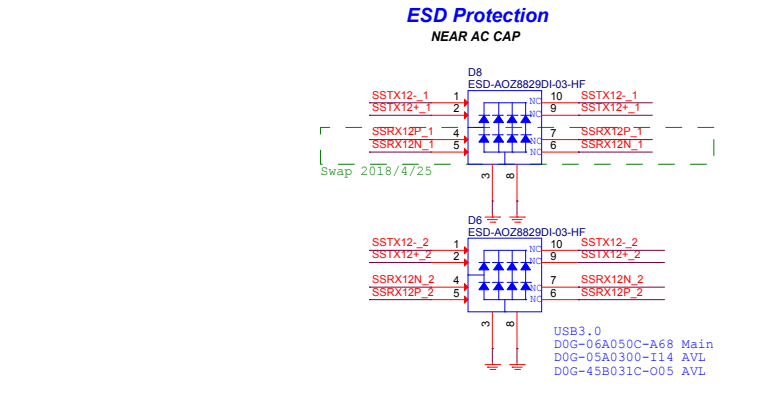 ESD Protection
NEAR AC CAP
D8
ESD-AOZ8829DI-03-HF
SSTX12-_1 1 NC 10 SSTX12-_1
SSTX12+_1 2 9 SSTX12+_1
SSRX12P_1 4 NC 7 SSRX12P_1
SSRX12N_1 5 NC 6 SSRX12N_1
Swap 2018/4/25
3 8
D6
ESD-AOZ8829DI-03-HF
SSTX12-_2 1 NC 10 SSTX12-_2
SSTX12+_2 2 NC 9 SSTX12+_2
SSRX12N_2 4 NC 7 SSRX12N_2
SSRX12P_2 5 NC 6 SSRX12P_2
3 8
USB3.0
D0G-06A050C-A68 Main
D0G-05A0300-I14 AVL
D0G-45B031C-O05 AVL